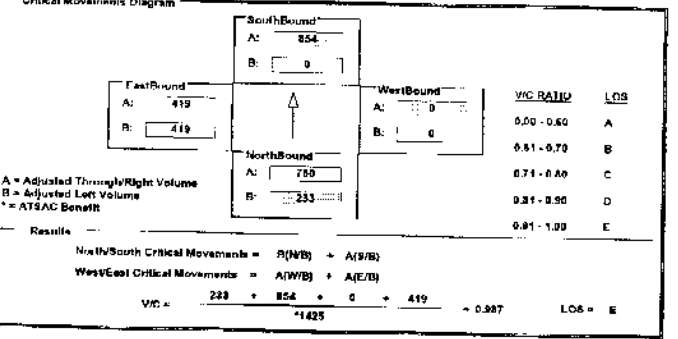 Critical Movements Diagram
SouthBound
A: 854
B: 0
EastBound
A: 419
B: 419
WestBound
A: 0
B: 0
NorthBound
A: 760
B: 233
V/C RATIO LOS
0.00 - 0.60 A
0.61 - 0.70 B
0.71 - 0.80 C
0.81 - 0.90 D
0.91 - 1.00 E
A = Adjusted Through/Right Volume
B = Adjusted Left Volume
* = ATSAC Benefit
Results
North/South Critical Movements = B(N/B) + A(S/B)
West/East Critical Movements = A(W/B) + A(E/B)
V/C = 233 + 854 + 0 + 419
*1425
= 0.987 LOS = E